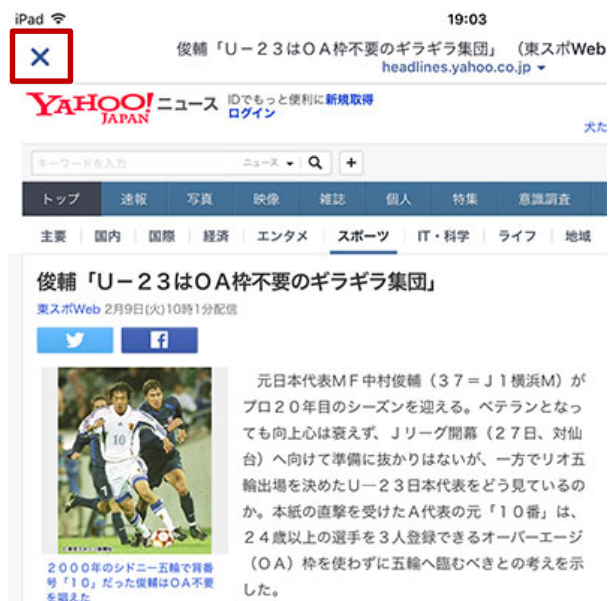 iPad 19:03
俊輔「U－２３はＯＡ枠不要のギラギラ集団」 （東スポWeb
headlines.yahoo.co.jp
YAHOO! JAPAN ニュース IDでもっと便利に新規取得
ログイン
犬た
キーワードを入力 ニュース +
トップ 速報 写真 映像 雑誌 個人 特集 意識調査
主要 国内 国際 経済 エンタメ スポーツ IT・科学 ライフ 地域
俊輔「U－２３はＯＡ枠不要のギラギラ集団」
東スポWeb 2月9日(火)10時1分配信
元日本代表ＭＦ中村俊輔（３７＝Ｊ１横浜Ｍ）が
プロ２０年目のシーズンを迎える。ベテランとなっ
ても向上心は衰えず、Ｊリーグ開幕（２７日、対仙
台）へ向けて準備に抜かりはないが、一方でリオ五
輪出場を決めたＵ―２３日本代表をどう見ているの
か。本紙の直撃を受けたＡ代表の元「１０番」は、
２４歳以上の選手を３人登録できるオーバーエージ
（ＯＡ）枠を使わずに五輪へ臨むべきとの考えを示
した。
10
２０００年のシドニー五輪で背番
号「１０」だった俊輔はＯＡ不要
を唱えた